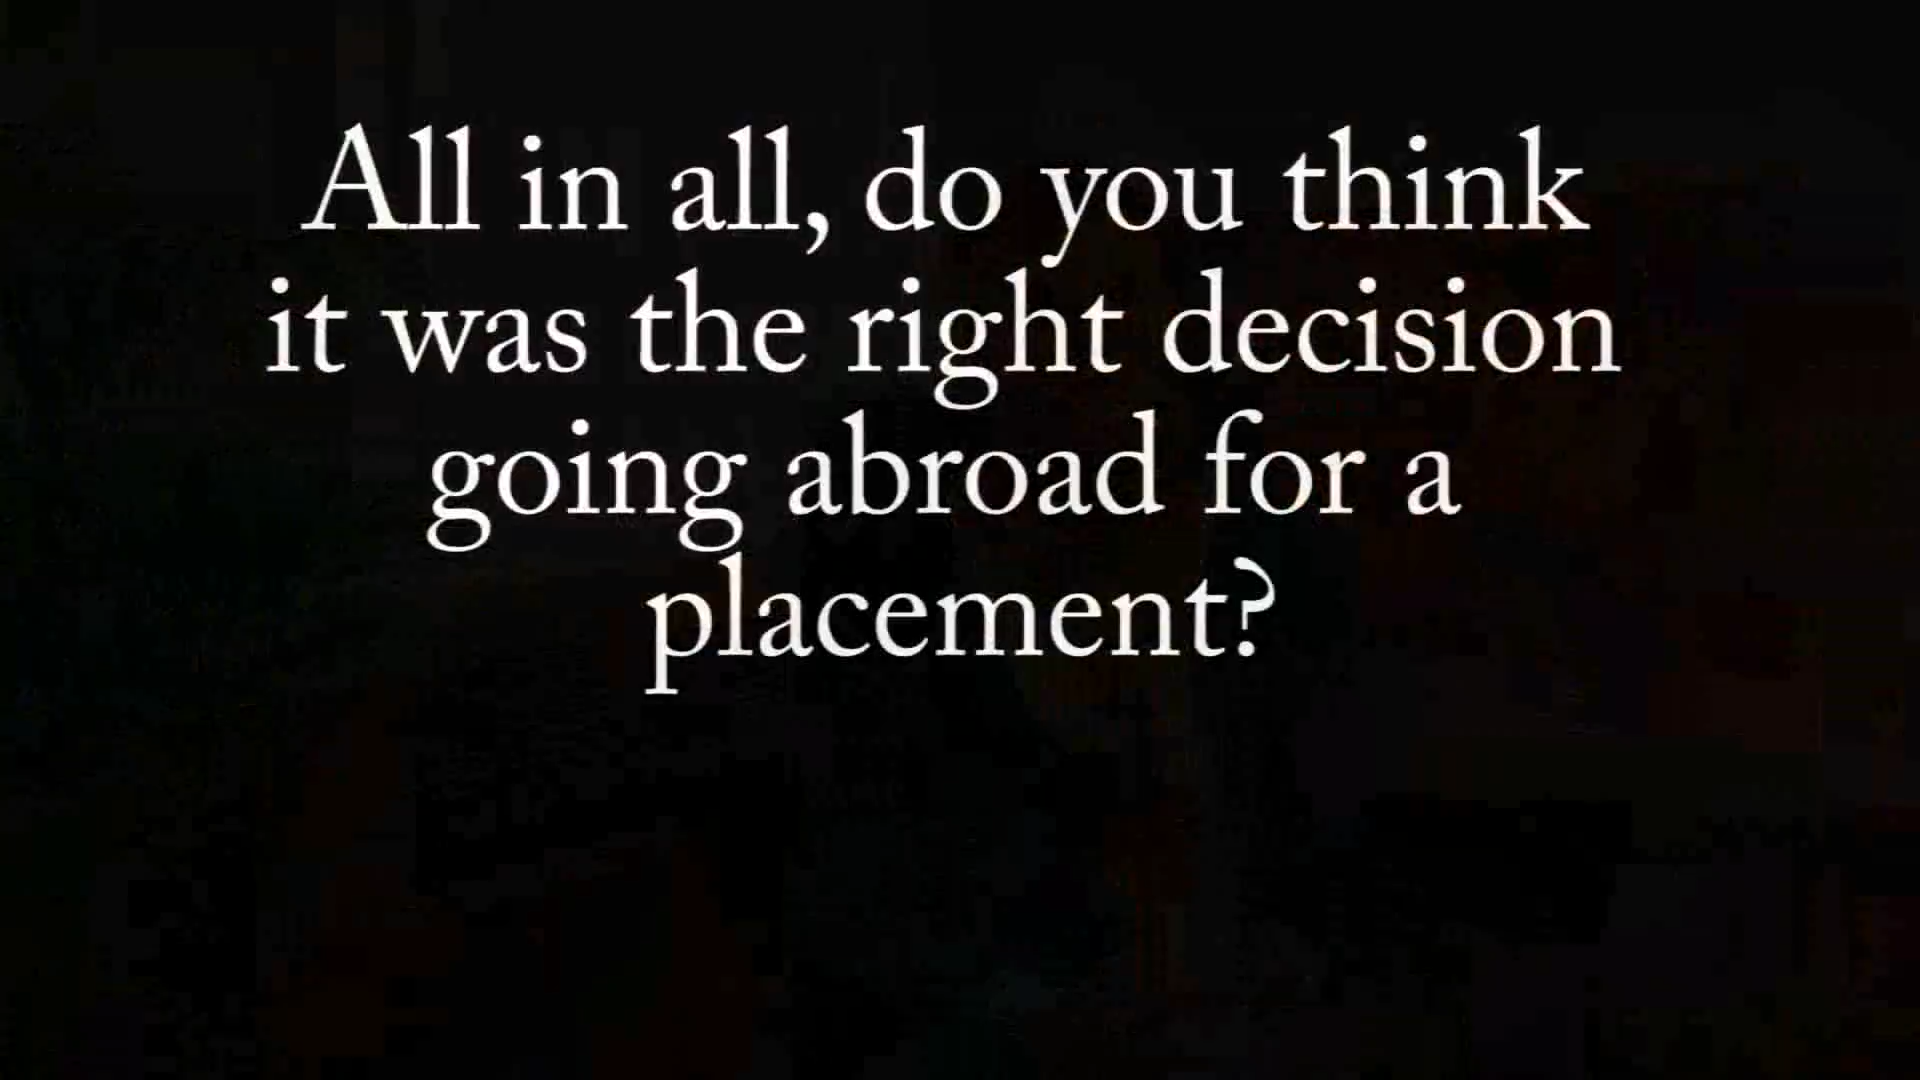 All in all, do you think
it was the right decision
going abroad for a
placement?